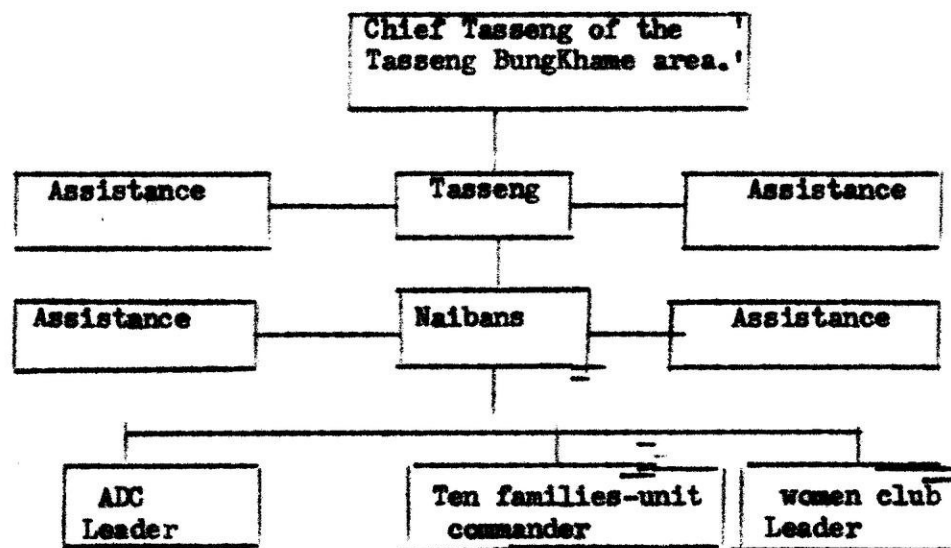 Chief Tasseng of the
Tasseng BungKhame area.'
Assistance Tasseng Assistance
Assistance Naibans Assistance
ADC Ten families-unit women club
Leader commander Leader